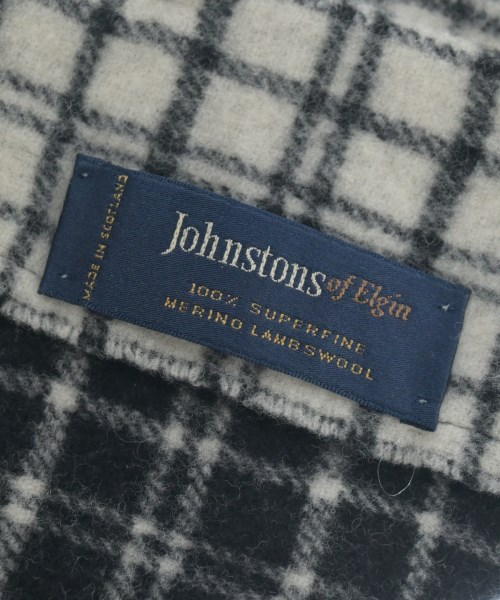 Johnstons of Elgin
100% SUPERFINE
MERINO LAMBSWOOL
MADE IN SCOTLAND